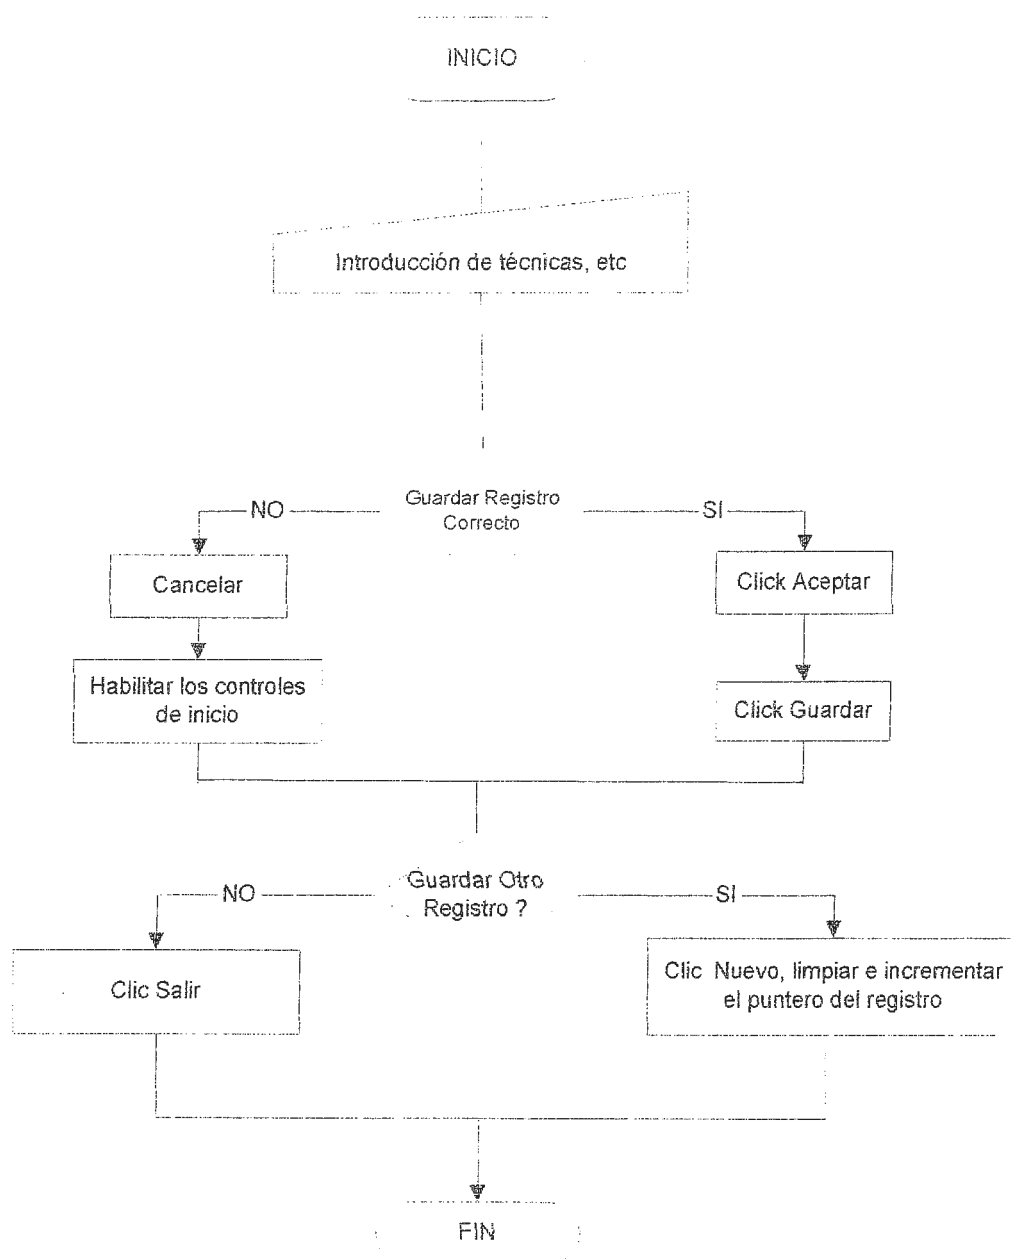 INICIO
Introducción de técnicas, etc
Guardar Registro
Correcto
NO
SI
Cancelar
Click Aceptar
Habilitar los controles
de inicio
Click Guardar
Guardar Otro
Registro ?
NO
SI
Clic Salir
Clic Nuevo, limpiar e incrementar
el puntero del registro
FIN